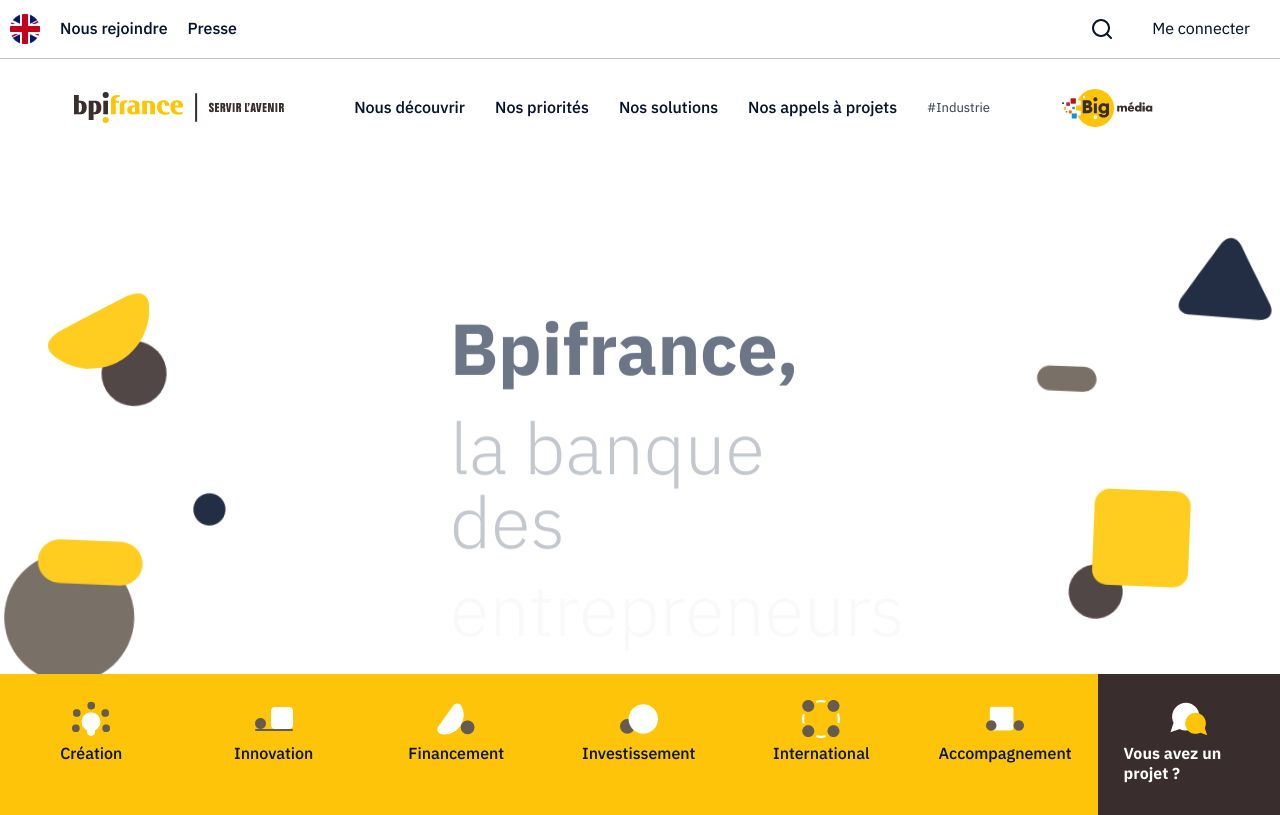 Nous rejoindre Presse Me connecter
bpifrance SERVIR L'AVENIR Nous découvrir Nos priorités Nos solutions Nos appels à projets #Industrie Big média
Bpifrance,
la banque
des
entrepreneurs
Création Innovation Financement Investissement International Accompagnement Vous avez un
projet ?